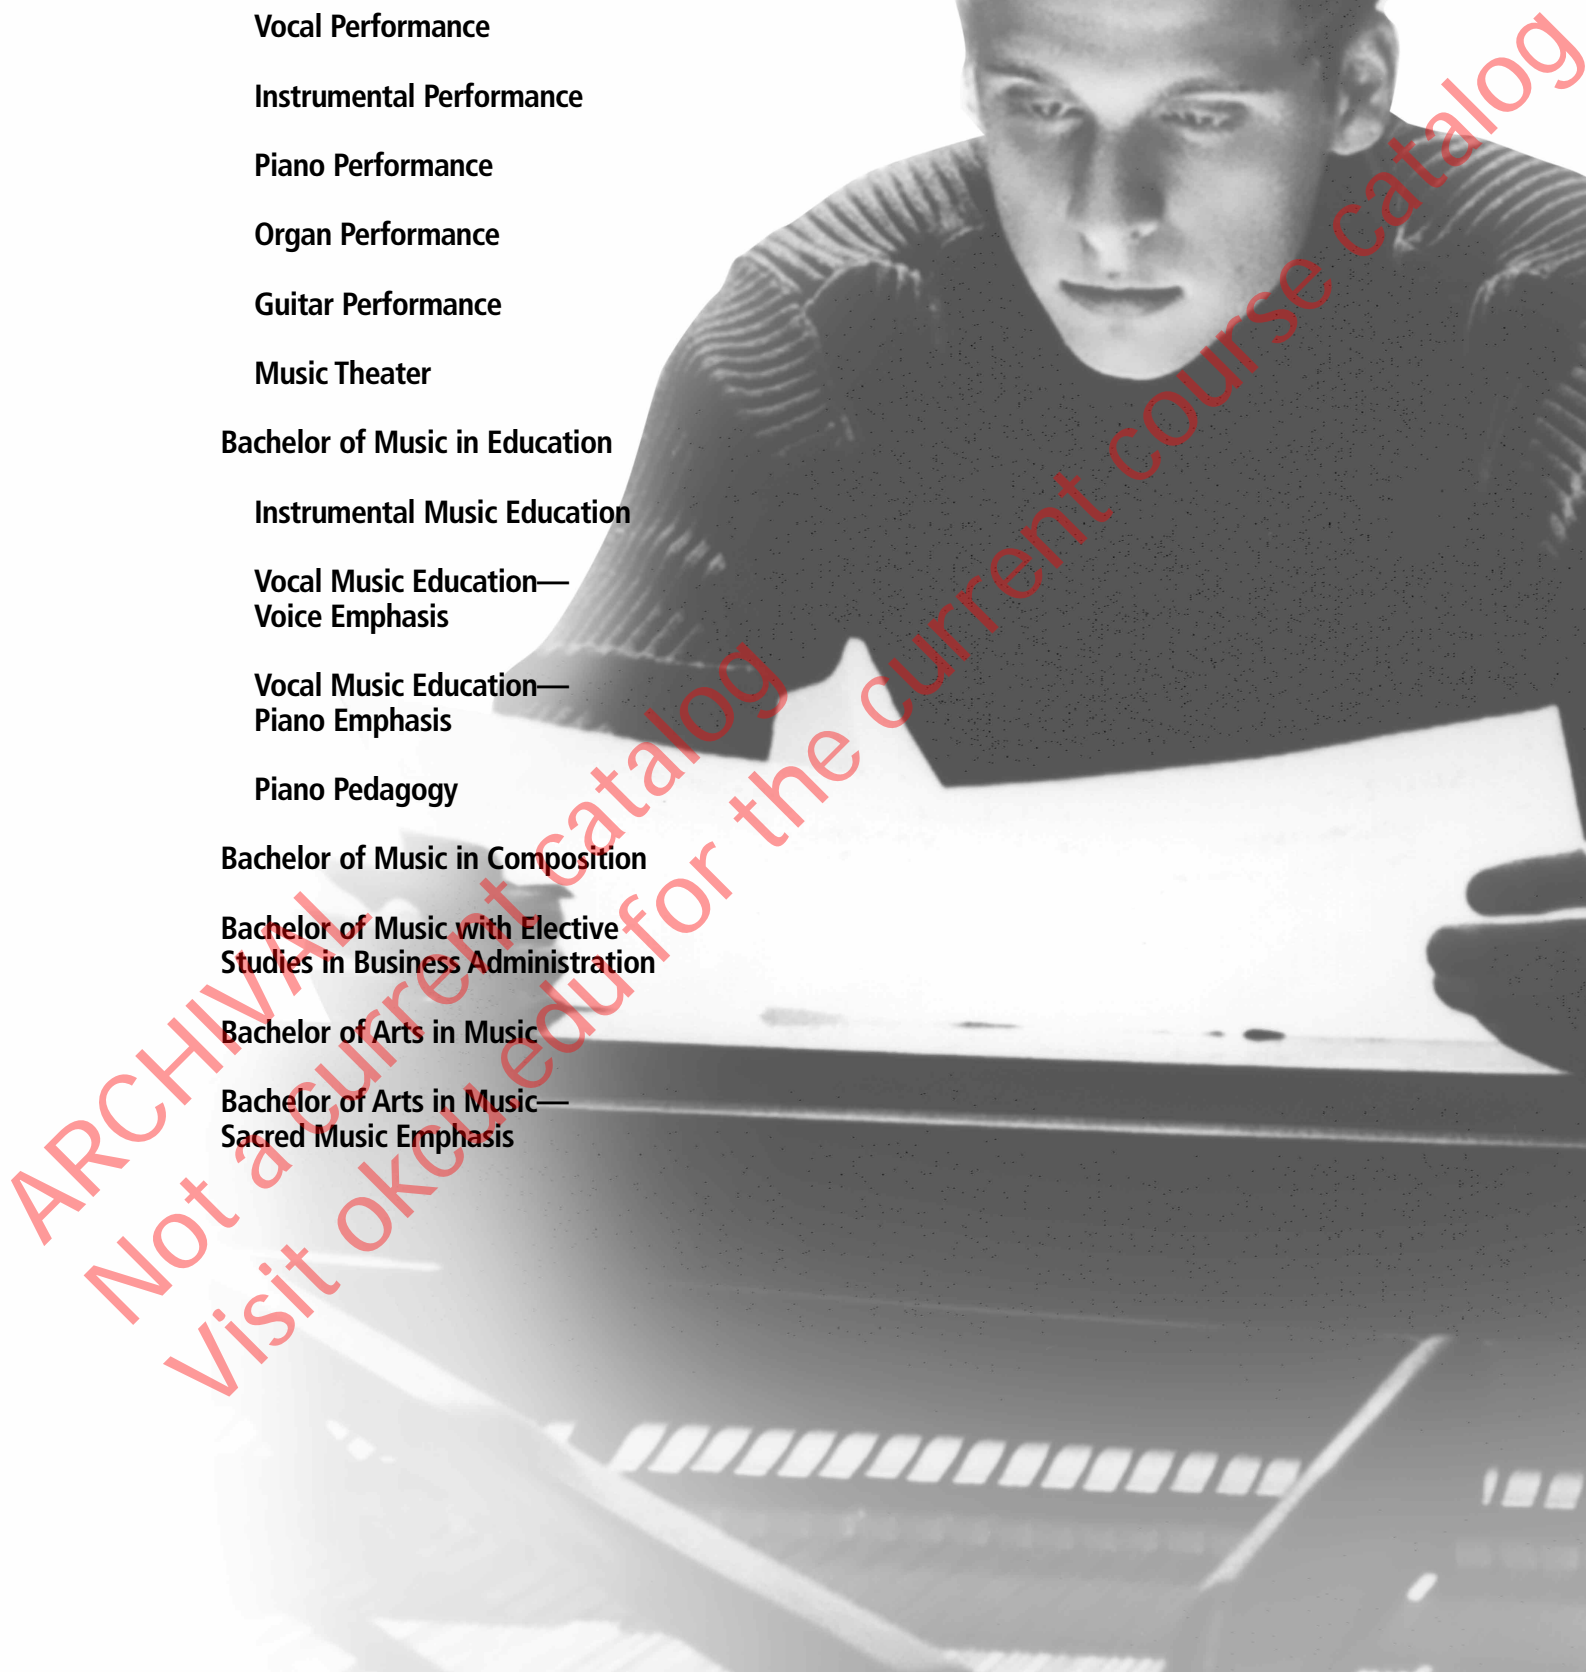 Vocal Performance
Instrumental Performance
Piano Performance
Organ Performance
Guitar Performance
Music Theater
Bachelor of Music in Education
Instrumental Music Education
Vocal Music Education—
Voice Emphasis
Vocal Music Education—
Piano Emphasis
Piano Pedagogy
Bachelor of Music in Composition
Bachelor of Music with Elective
Studies in Business Administration
Bachelor of Arts in Music
Bachelor of Arts in Music—
Sacred Music Emphasis
ARCHIVAL
Not a current catalog
Visit okcu.edu for the current course catalog